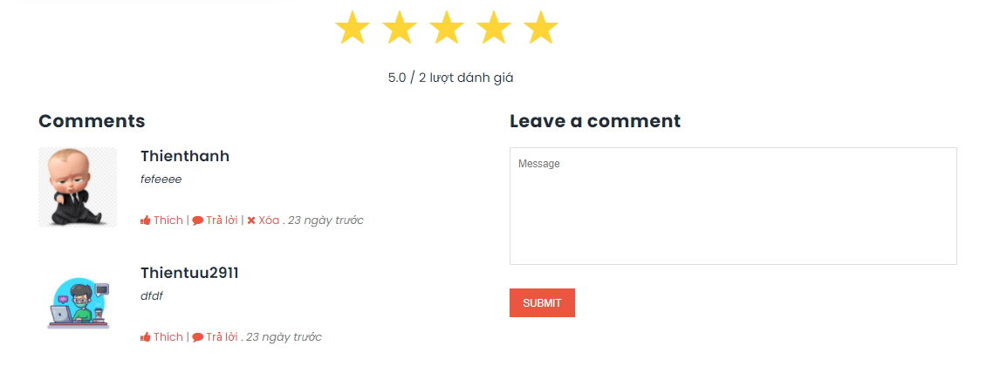 5.0 / 2 lượt đánh giá
Comments
Thienthanh
fefeeee
Thích | Trả lời | Xóa . 23 ngày trước
Thientuu2911
dfdf
Thích | Trả lời . 23 ngày trước
Leave a comment
Message
SUBMIT